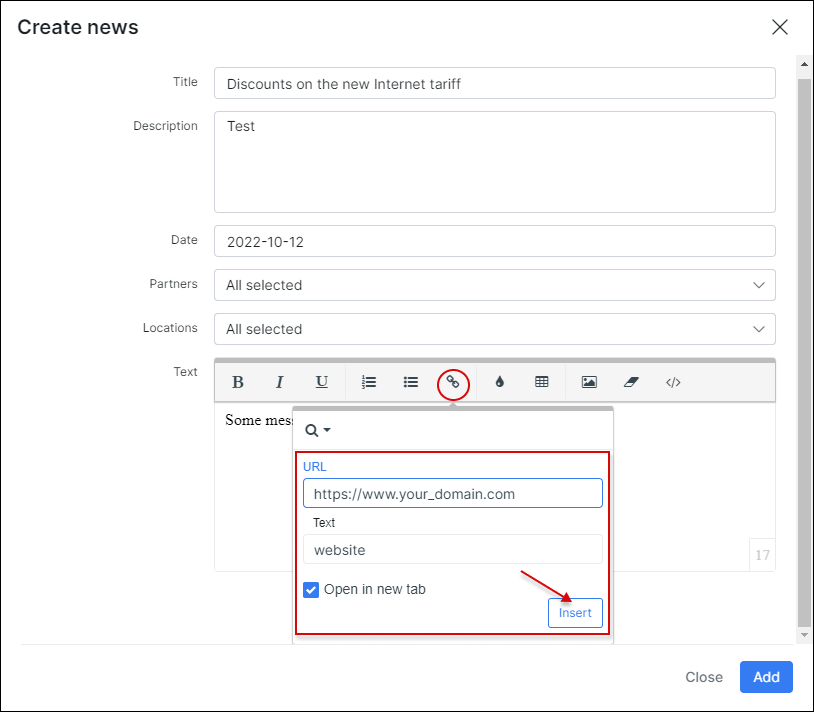 Create news
Title
Discounts on the new Internet tariff
Description
Test
Date
2022-10-12
Partners
All selected
Locations
All selected
Text
B I U </>
Some
URL
https://www.your_domain.com
Text
website
17
Open in new tab
Insert
Close Add